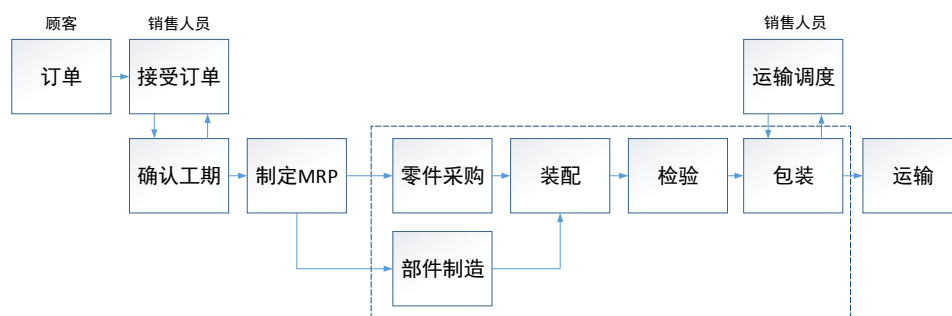 顾客
销售人员
销售人员
订单
接受订单
运输调度
确认工期
制定MRP
零件采购
装配
检验
包装
运输
部件制造